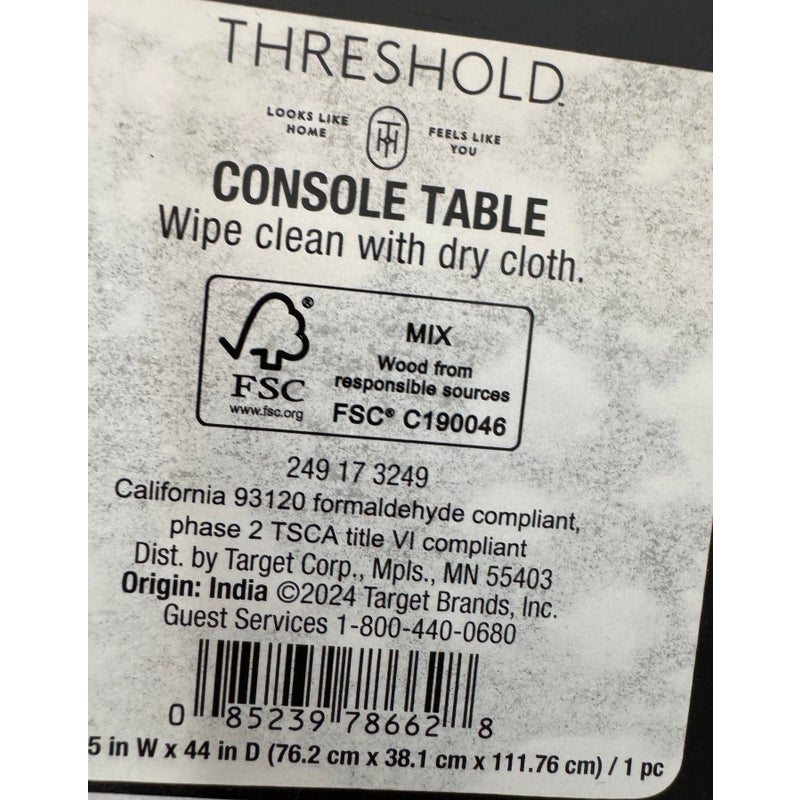 THRESHOLD™
LOOKS LIKE HOME
TH
FEELS LIKE YOU
CONSOLE TABLE
Wipe clean with dry cloth.
FSC®
www.fsc.org
MIX
Wood from
responsible sources
FSC® C190046
249 17 3249
California 93120 formaldehyde compliant,
phase 2 TSCA title VI compliant
Dist. by Target Corp., Mpls., MN 55403
Origin: India ©2024 Target Brands, Inc.
Guest Services 1-800-440-0680
0 85239 78662 8
5 in W x 44 in D (76.2 cm x 38.1 cm x 111.76 cm) / 1 pc